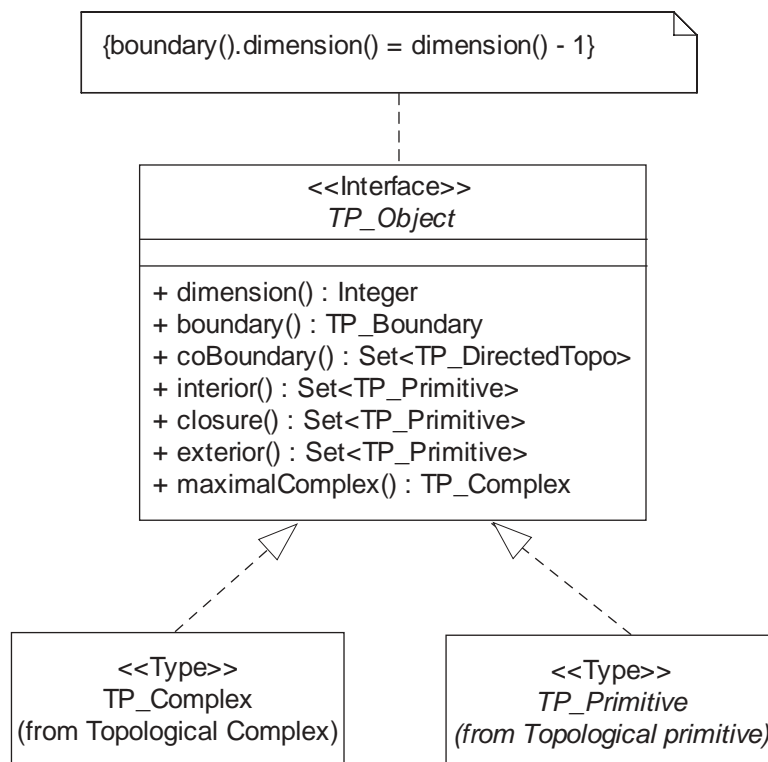 {boundary().dimension() = dimension() - 1}
<<Interface>>
TP_Object
+ dimension() : Integer
+ boundary() : TP_Boundary
+ coBoundary() : Set<TP_DirectedTopo>
+ interior() : Set<TP_Primitive>
+ closure() : Set<TP_Primitive>
+ exterior() : Set<TP_Primitive>
+ maximalComplex() : TP_Complex
<<Type>>
TP_Complex
(from Topological Complex)
<<Type>>
TP_Primitive
(from Topological primitive)